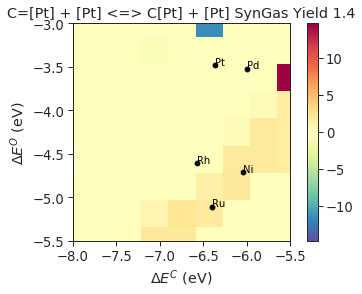 C=[Pt] + [Pt] <=> C[Pt] + [Pt] SynGas Yield 1.4
−3.0
−3.5
−4.0
−4.5
−5.0
−5.5
ΔE^O (eV)
Pt
Pd
Rh
Ni
Ru
−8.0 −7.5 −7.0 −6.5 −6.0 −5.5
ΔE^C (eV)
10
5
0
−5
−10